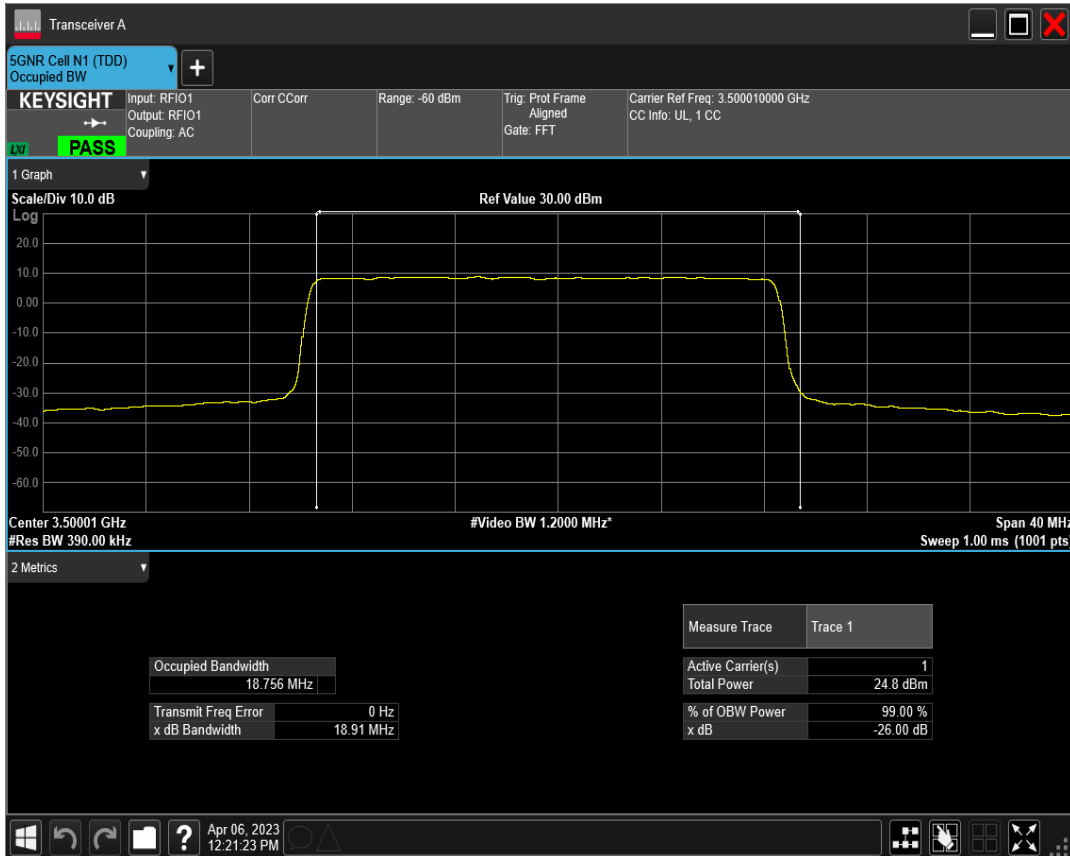 Transceiver A
5GNR Cell N1 (TDD)
Occupied BW
+
KEYSIGHT
LXI
PASS
Input: RFIO1
Output: RFIO1
Coupling: AC
Corr CCorr
Range: -60 dBm
Trig: Prot Frame
Aligned
Gate: FFT
Carrier Ref Freq: 3.500010000 GHz
CC Info: UL, 1 CC
1 Graph
Scale/Div 10.0 dB
Ref Value 30.00 dBm
Log
20.0
10.0
0.00
-10.0
-20.0
-30.0
-40.0
-50.0
-60.0
Center 3.50001 GHz
#Video BW 1.2000 MHz*
Span 40 MHz
#Res BW 390.00 kHz
Sweep 1.00 ms (1001 pts)
2 Metrics
Measure Trace Trace 1
Occupied Bandwidth
18.756 MHz
Transmit Freq Error 0 Hz
x dB Bandwidth 18.91 MHz
Active Carrier(s) 1
Total Power 24.8 dBm
% of OBW Power 99.00 %
x dB -26.00 dB
?
Apr 06, 2023
12:21:23 PM